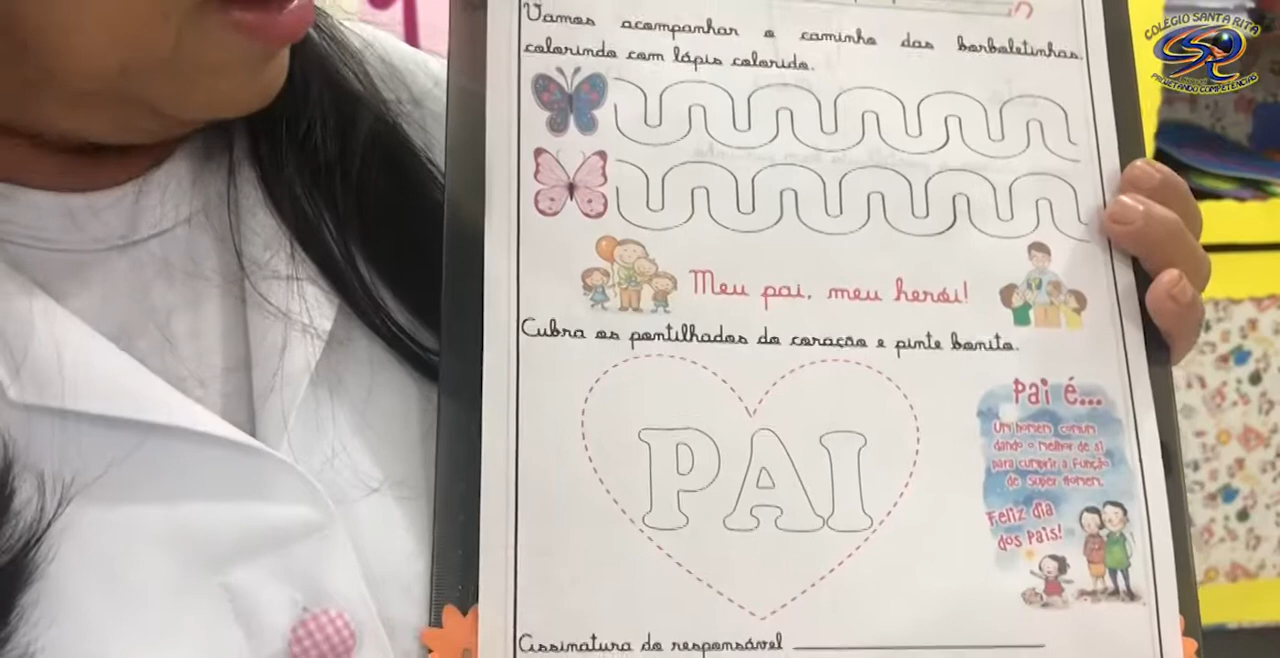 Vamos acompanhar o caminho das borboletinhas
colorindo com lápis colorido.
Meu pai, meu herói!
Cubra os pontilhados do coração e pinte bonito.
PAI
Pai é...
Um homem comum
dando o melhor de si
para cumprir a função
de super homem.
Feliz dia
dos pais!
Assinatura do responsável
COLÉGIO SANTA RITA
PROJETANDO COMPETÊNCIAS